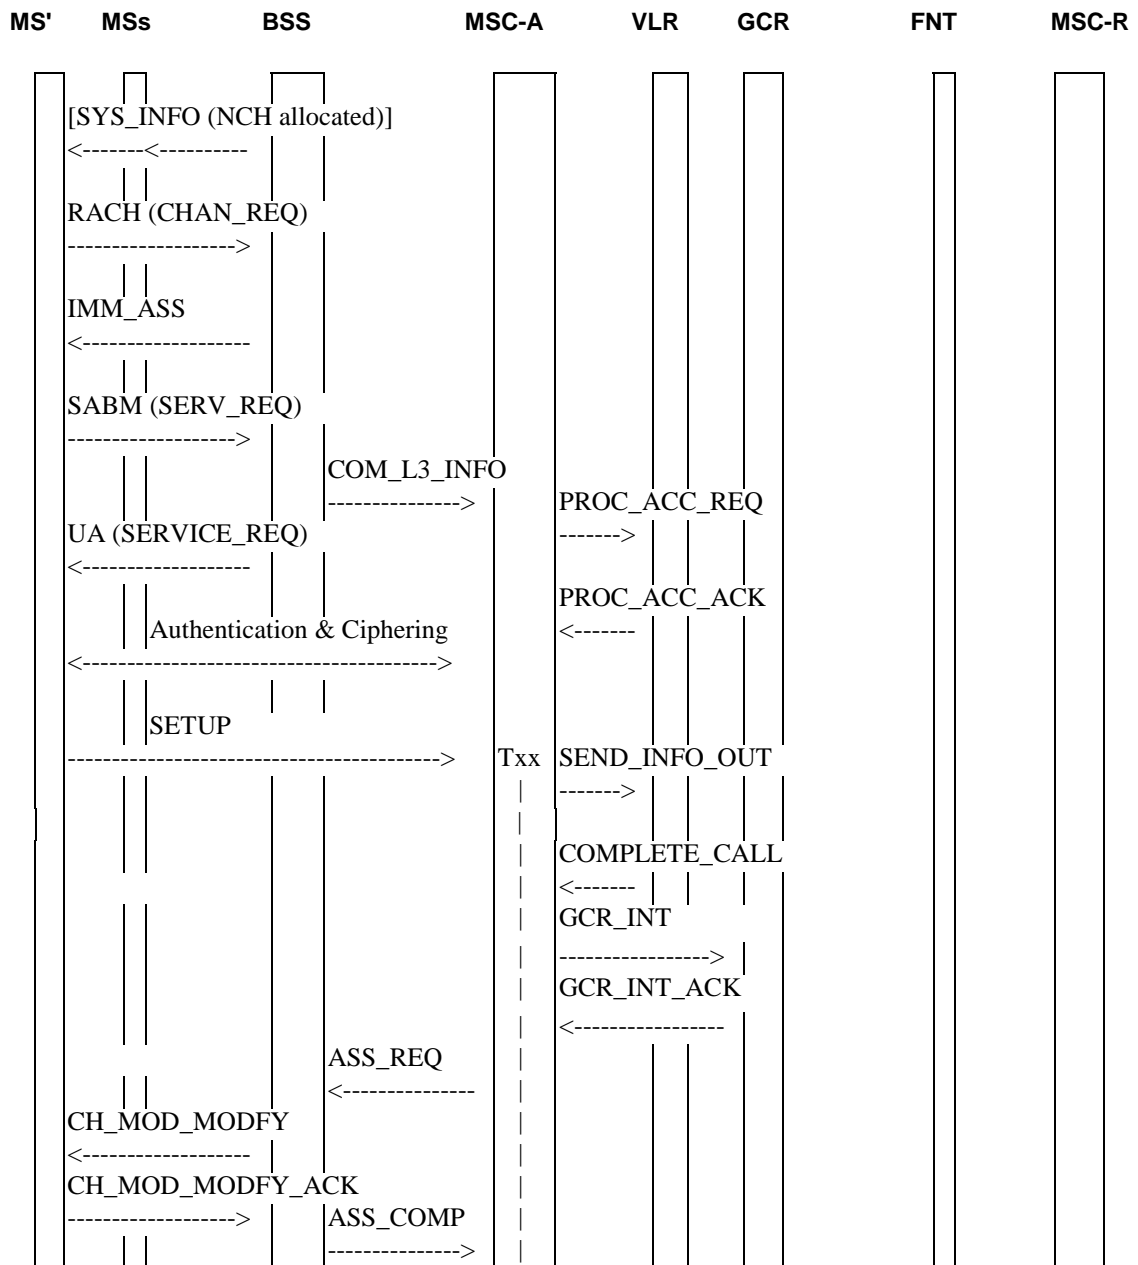 MS' MSs BSS MSC-A VLR GCR FNT MSC-R
[SYS_INFO (NCH allocated)]
<-------<----------
RACH (CHAN_REQ)
------------------->
IMM_ASS
<-------------------
SABM (SERV_REQ)
------------------->
COM_L3_INFO
---------------> PROC_ACC_REQ
UA (SERVICE_REQ) ------->
<-------------------
PROC_ACC_ACK
Authentication & Ciphering <-------
<---------------------------------------->
SETUP
------------------------------------------> Txx SEND_INFO_OUT
| ------->
|
| COMPLETE_CALL
| <-------
| GCR_INT
| ----------------->
| GCR_INT_ACK
| <-----------------
ASS_REQ |
<--------------- |
CH_MOD_MODFY |
<------------------- |
CH_MOD_MODFY_ACK |
-------------------> ASS_COMP |
---------------> |